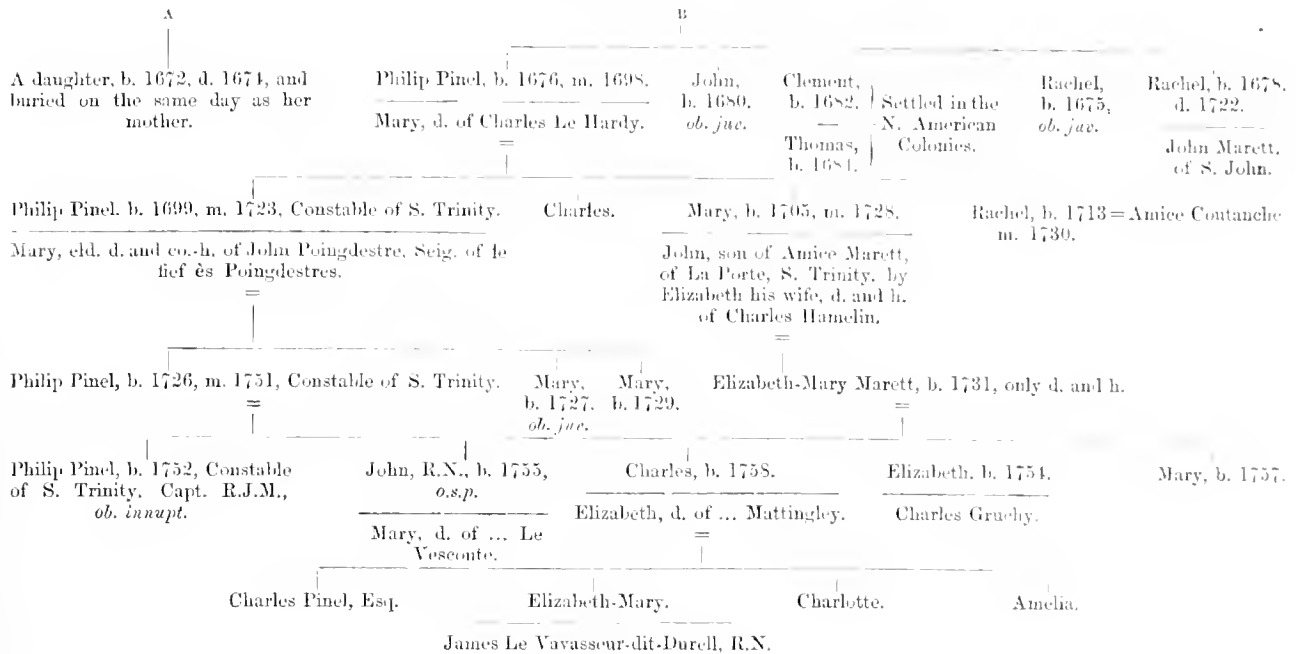 A
B
A daughter, b. 1672, d. 1674, and
buried on the same day as her
mother.
Philip Pinel, b. 1676, m. 1698.
Mary, d. of Charles Le Hardy.
=
John,
b. 1680.
ob. juv.
Clement,
b. 1682.
—
Thomas,
b. 1684.
Settled in the
N. American
Colonies.
Rachel,
b. 1675,
ob. juv.
Rachel, b. 1678.
d. 1722.
John Marett.
of S. John.
Philip Pinel. b. 1699, m. 1723, Constable of S. Trinity.
Mary, eld. d. and co.-h. of John Poingdestre, Seig. of le
fief ès Poingdestres.
=
Charles.
Mary, b. 1705, m. 1728.
John, son of Amice Marett,
of La Porte, S. Trinity, by
Elizabeth his wife, d. and h.
of Charles Hamelin.
=
Rachel, b. 1713 = Amice Coutanche
m. 1730.
Philip Pinel, b. 1726, m. 1751, Constable of S. Trinity.
=
Mary,
b. 1727.
ob. juv.
Mary,
b. 1729.
Elizabeth-Mary Marett, b. 1731, only d. and h.
=
Philip Pinel, b. 1752, Constable
of S. Trinity, Capt. R.J.M.,
ob. innupt.
John, R.N., b. 1755,
o.s.p.
Mary, d. of ... Le
Vesconte.
Charles, b. 1758.
Elizabeth, d. of ... Mattingley.
=
Elizabeth. b. 1754.
Charles Gruchy.
Mary, b. 1757.
Charles Pinel, Esq.
Elizabeth-Mary.
James Le Vavasseur-dit-Durell, R.N.
Charlotte.
Amelia.